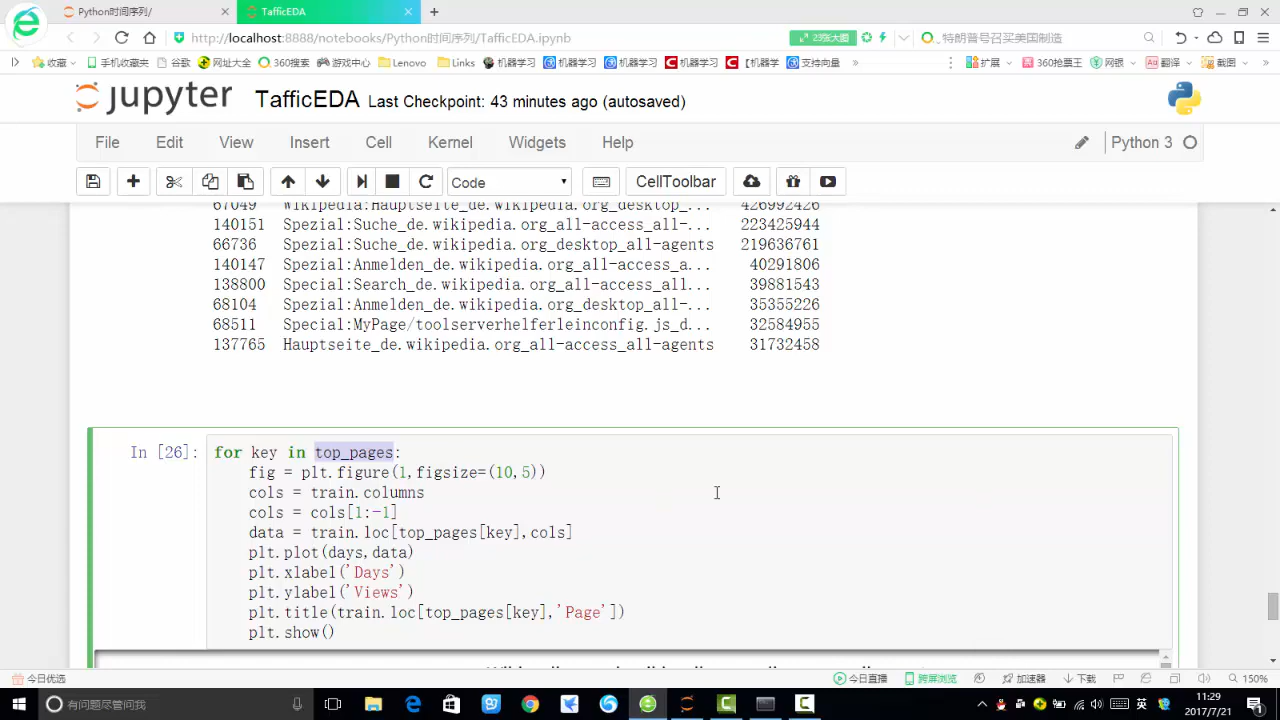 Python时间序列/
TafficEDA
http://localhost:8888/notebooks/Python时间序列/TafficEDA.ipynb
23张大图
特朗普号召买美国制造
收藏
手机收藏夹
谷歌
网址大全
360搜索
游戏中心
Lenovo
Links
机器学习
机器学习
机器学习
机器学习
【机器学
支持向量
扩展
360抢票王
网银
翻译
截图
jupyter
TafficEDA Last Checkpoint: 43 minutes ago (autosaved)
File Edit View Insert Cell Kernel Widgets Help
Python 3
Code
CellToolbar
67049 Wikipedia:Hauptseite_de.wikipedia.org_desktop_... 426992426
140151 Spezial:Suche_de.wikipedia.org_all-access_all-... 223425944
66736 Spezial:Suche_de.wikipedia.org_desktop_all-agents 219636761
140147 Spezial:Anmelden_de.wikipedia.org_all-access_a... 40291806
138800 Special:Search_de.wikipedia.org_all-access_all... 39881543
68104 Spezial:Anmelden_de.wikipedia.org_desktop_all-... 35355226
68511 Special:MyPage/toolserverhelferleinconfig.js_d... 32584955
137765 Hauptseite_de.wikipedia.org_all-access_all-agents 31732458
In [26]:
for key in top_pages:
fig = plt.figure(1,figsize=(10,5))
cols = train.columns
cols = cols[1:-1]
data = train.loc[top_pages[key],cols]
plt.plot(days,data)
plt.xlabel('Days')
plt.ylabel('Views')
plt.title(train.loc[top_pages[key],'Page'])
plt.show()
今日优选
今日直播
跨屏浏览
加速器
下载
150%
有问题尽管问我
11:29
2017/7/21